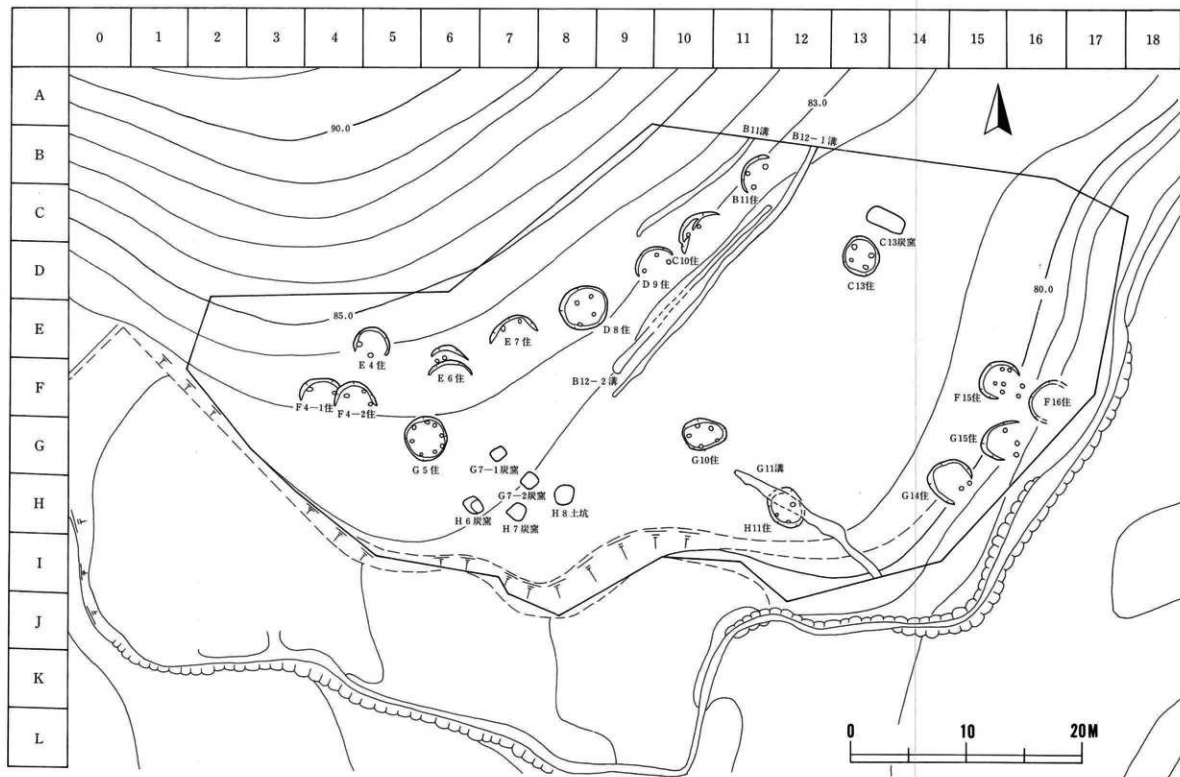 0 1 2 3 4 5 6 7 8 9 10 11 12 13 14 15 16 17 18
A
B
C
D
E
F
G
H
I
J
K
L
90.0
83.0
B11溝
B12-1溝
B11住
C10住
C13炭窯
C13住
D9住
D8住
80.0
85.0
E7住
E4住
E6住
B12-2溝
F4-1住
F4-2住
F15住
F16住
G5住
G10住
G15住
G7-1炭窯
G11溝
G14住
G7-2炭窯
H6炭窯
H7炭窯
H8土坑
H11住
0 10 20M